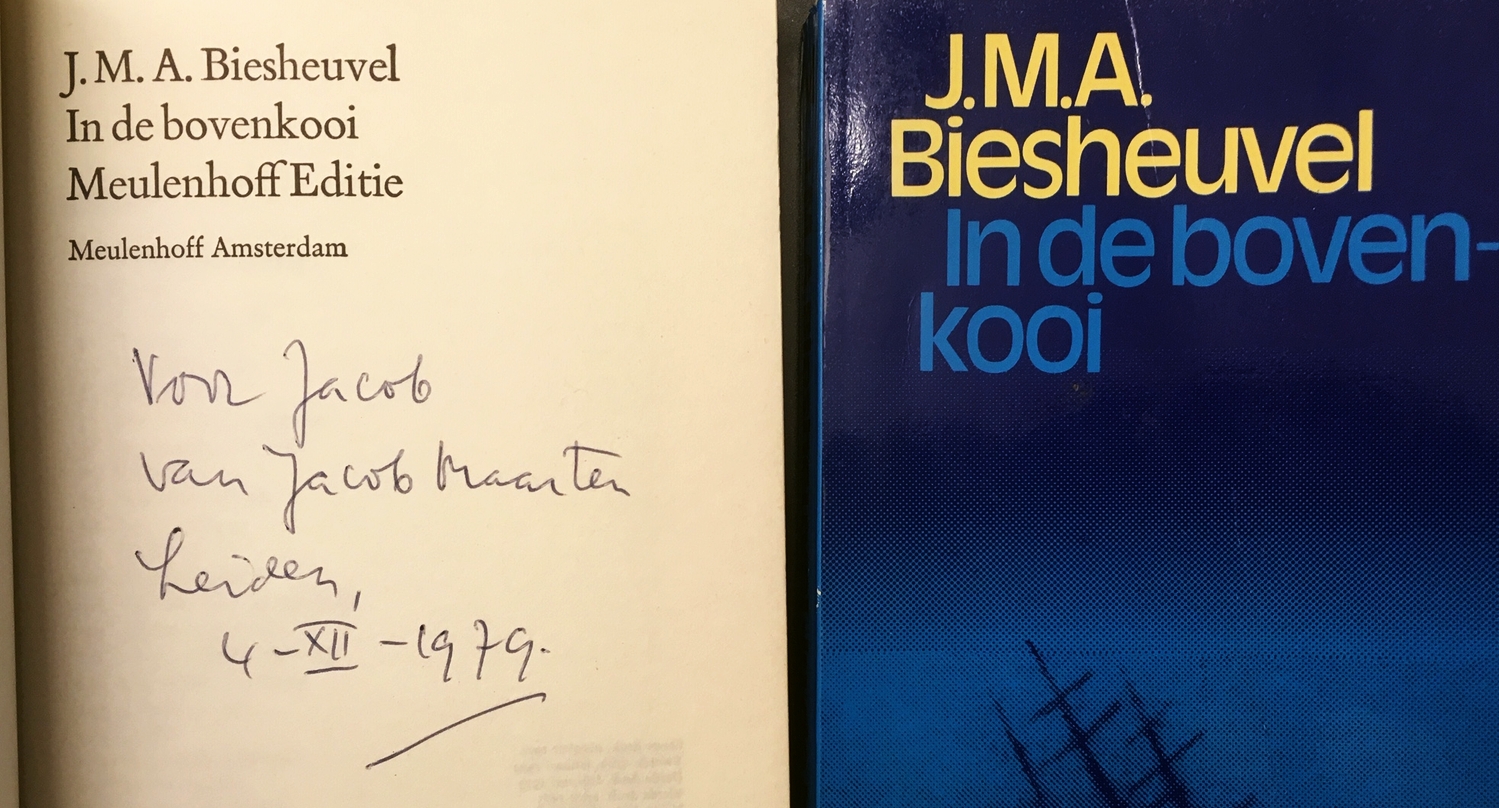 J. M. A. Biesheuvel
In de bovenkooi
Meulenhoff Editie
Meulenhoff Amsterdam
Voor Jacob
van Jacob Maarten
Leiden,
4-XII-1979.
J.M.A.
Biesheuvel
In de boven-
kooi